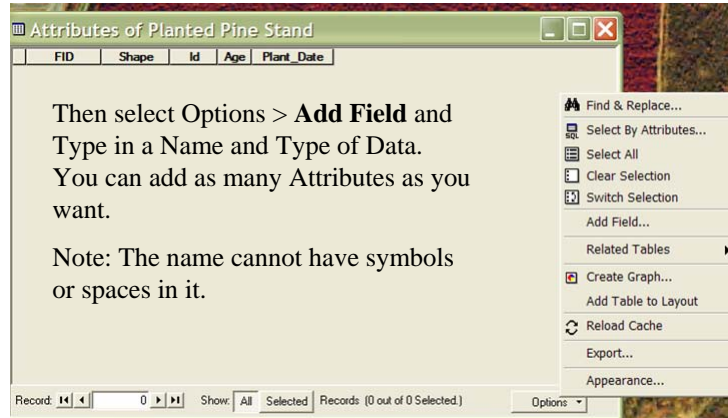 Attributes of Planted Pine Stand
FID Shape Id Age Plant_Date
Then select Options > Add Field and
Type in a Name and Type of Data.
You can add as many Attributes as you
want.
Note: The name cannot have symbols
or spaces in it.
Find & Replace...
SQL Select By Attributes...
Select All
Clear Selection
Switch Selection
Add Field...
Related Tables
Create Graph...
Add Table to Layout
Reload Cache
Export...
Appearance...
Record: 0 Show: All Selected Records (0 out of 0 Selected.) Options